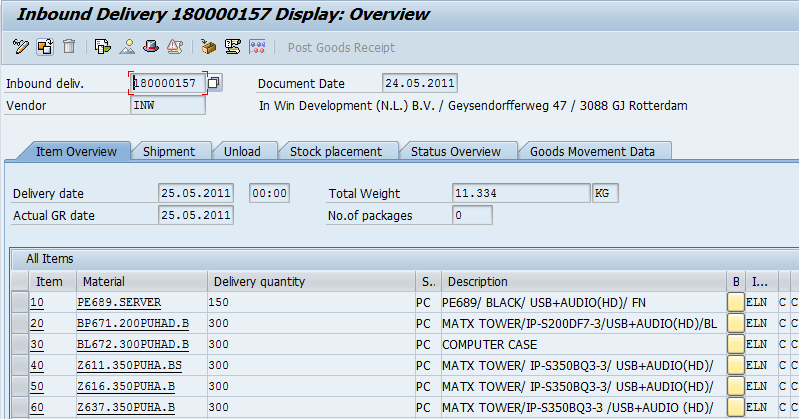 Inbound Delivery 180000157 Display: Overview
Post Goods Receipt
Inbound deliv. 180000157 Document Date 24.05.2011
Vendor INW In Win Development (N.L.) B.V. / Geysendorfferweg 47 / 3088 GJ Rotterdam
Item Overview Shipment Unload Stock placement Status Overview Goods Movement Data
Delivery date 25.05.2011 00:00 Total Weight 11.334 KG
Actual GR date 25.05.2011 No.of packages 0
All Items
Item Material Delivery quantity S.. Description B I... C C
10 PE689.SERVER 150 PC PE689/ BLACK/ USB+AUDIO(HD)/ FN ELN C C
20 BP671.200PUHAD.B 300 PC MATX TOWER/IP-S200DF7-3/USB+AUDIO(HD)/BL ELN C C
30 BL672.300PUHAD.B 300 PC COMPUTER CASE ELN C C
40 Z611.350PUHA.BS 300 PC MATX TOWER/ IP-S350BQ3-3/ USB+AUDIO(HD)/ ELN C C
50 Z616.350PUHA.B 300 PC MATX TOWER/ IP-S350BQ3-3/ USB+AUDIO (HD)/ ELN C C
60 Z637.350PUHA.B 300 PC MATX TOWER/ IP-S350BQ3-3 /USB+AUDIO (HD)/ ELN C C